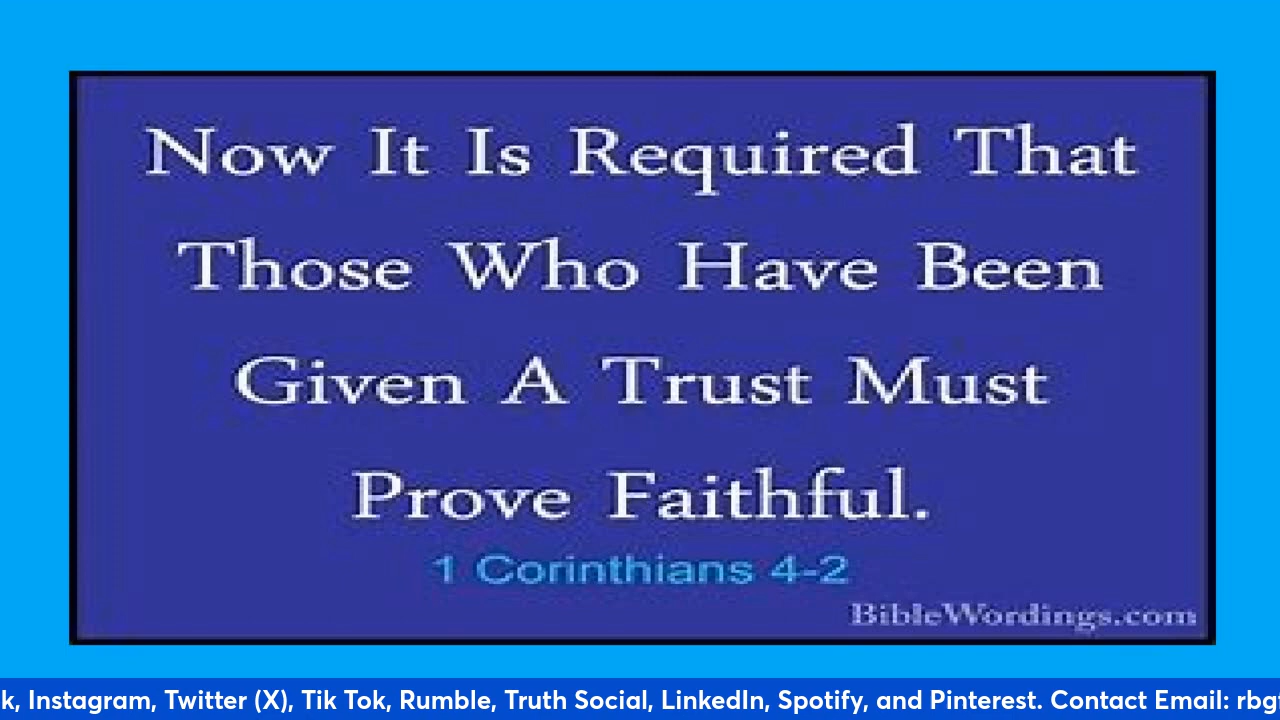 Now It Is Required That
Those Who Have Been
Given A Trust Must
Prove Faithful.
1 Corinthians 4-2
BibleWordings.com
k, Instagram, Twitter (X), Tik Tok, Rumble, Truth Social, LinkedIn, Spotify, and Pinterest. Contact Email: